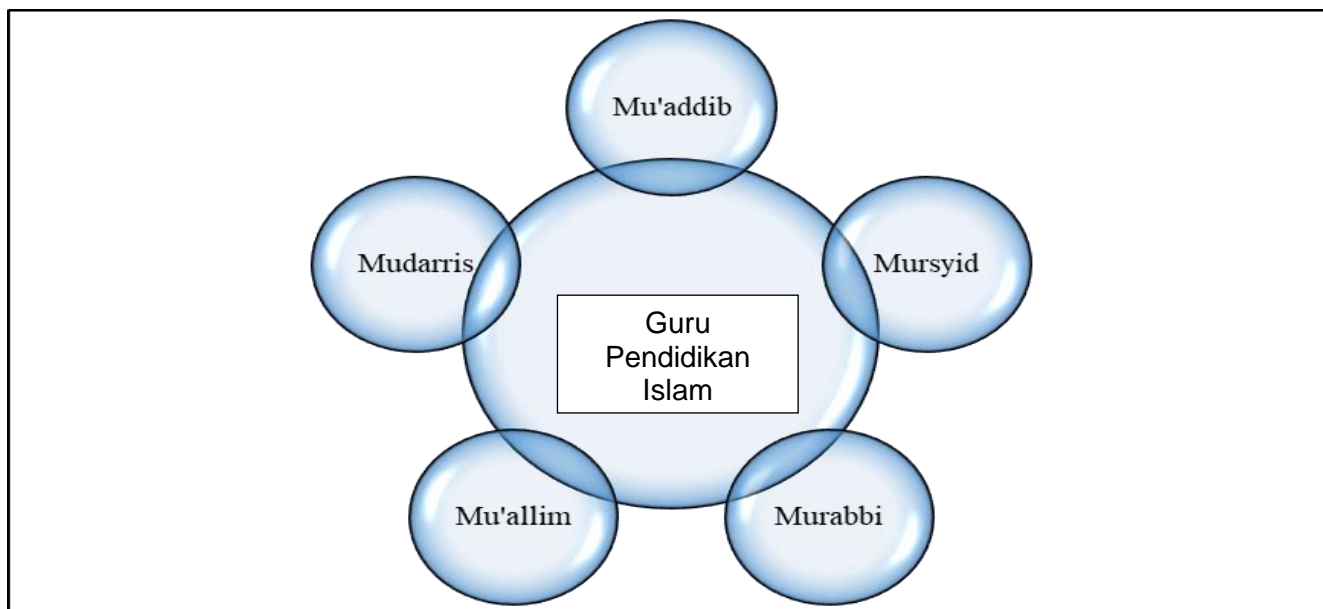 Mu'addib
Mudarris
Mursyid
Guru
Pendidikan
Islam
Mu'allim
Murabbi